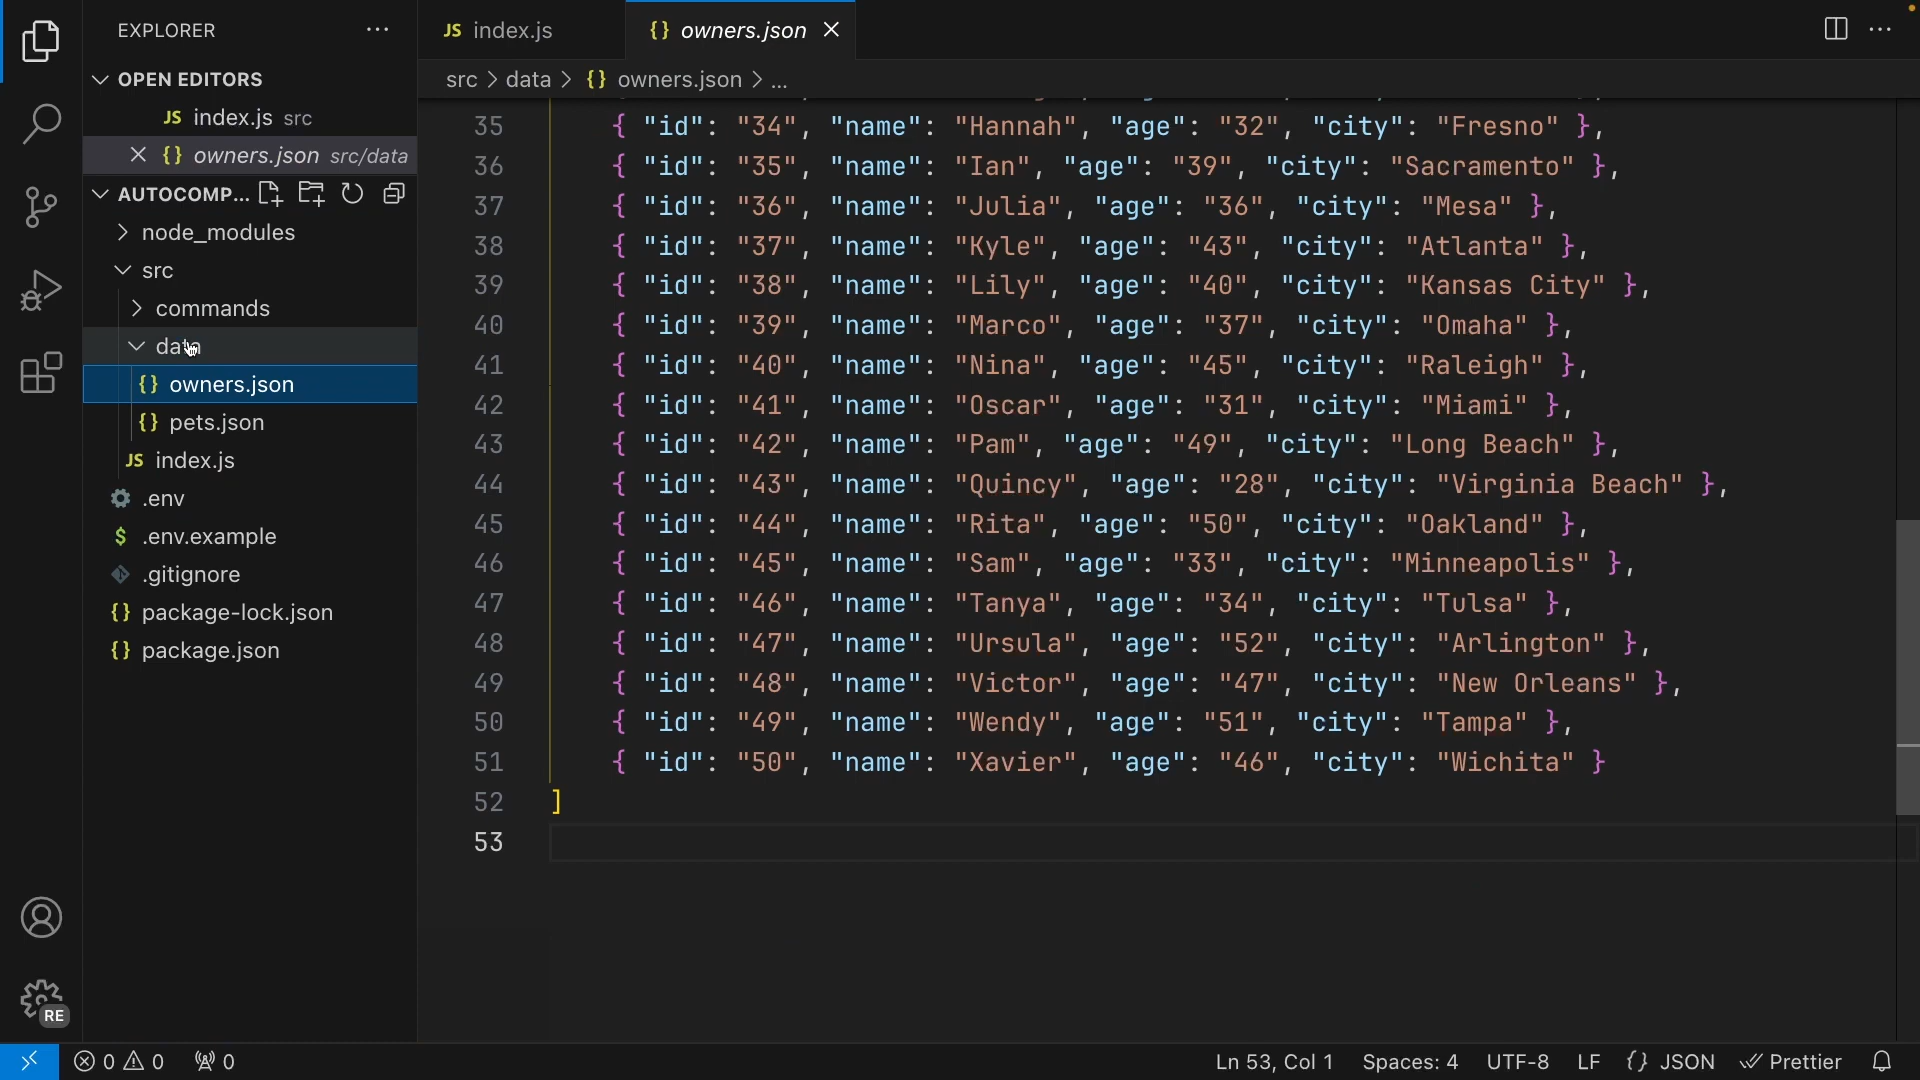 EXPLORER
OPEN EDITORS
JS index.js src
{} owners.json src/data
AUTOCOMP...
node_modules
src
commands
data
{} owners.json
{} pets.json
JS index.js
.env
$ .env.example
.gitignore
{} package-lock.json
{} package.json
RE
JS index.js
{} owners.json
src > data > {} owners.json > ...
35 { "id": "34", "name": "Hannah", "age": "32", "city": "Fresno" },
36 { "id": "35", "name": "Ian", "age": "39", "city": "Sacramento" },
37 { "id": "36", "name": "Julia", "age": "36", "city": "Mesa" },
38 { "id": "37", "name": "Kyle", "age": "43", "city": "Atlanta" },
39 { "id": "38", "name": "Lily", "age": "40", "city": "Kansas City" },
40 { "id": "39", "name": "Marco", "age": "37", "city": "Omaha" },
41 { "id": "40", "name": "Nina", "age": "45", "city": "Raleigh" },
42 { "id": "41", "name": "Oscar", "age": "31", "city": "Miami" },
43 { "id": "42", "name": "Pam", "age": "49", "city": "Long Beach" },
44 { "id": "43", "name": "Quincy", "age": "28", "city": "Virginia Beach" },
45 { "id": "44", "name": "Rita", "age": "50", "city": "Oakland" },
46 { "id": "45", "name": "Sam", "age": "33", "city": "Minneapolis" },
47 { "id": "46", "name": "Tanya", "age": "34", "city": "Tulsa" },
48 { "id": "47", "name": "Ursula", "age": "52", "city": "Arlington" },
49 { "id": "48", "name": "Victor", "age": "47", "city": "New Orleans" },
50 { "id": "49", "name": "Wendy", "age": "51", "city": "Tampa" },
51 { "id": "50", "name": "Xavier", "age": "46", "city": "Wichita" }
52 ]
53
0 0 0 Ln 53, Col 1 Spaces: 4 UTF-8 LF {} JSON Prettier